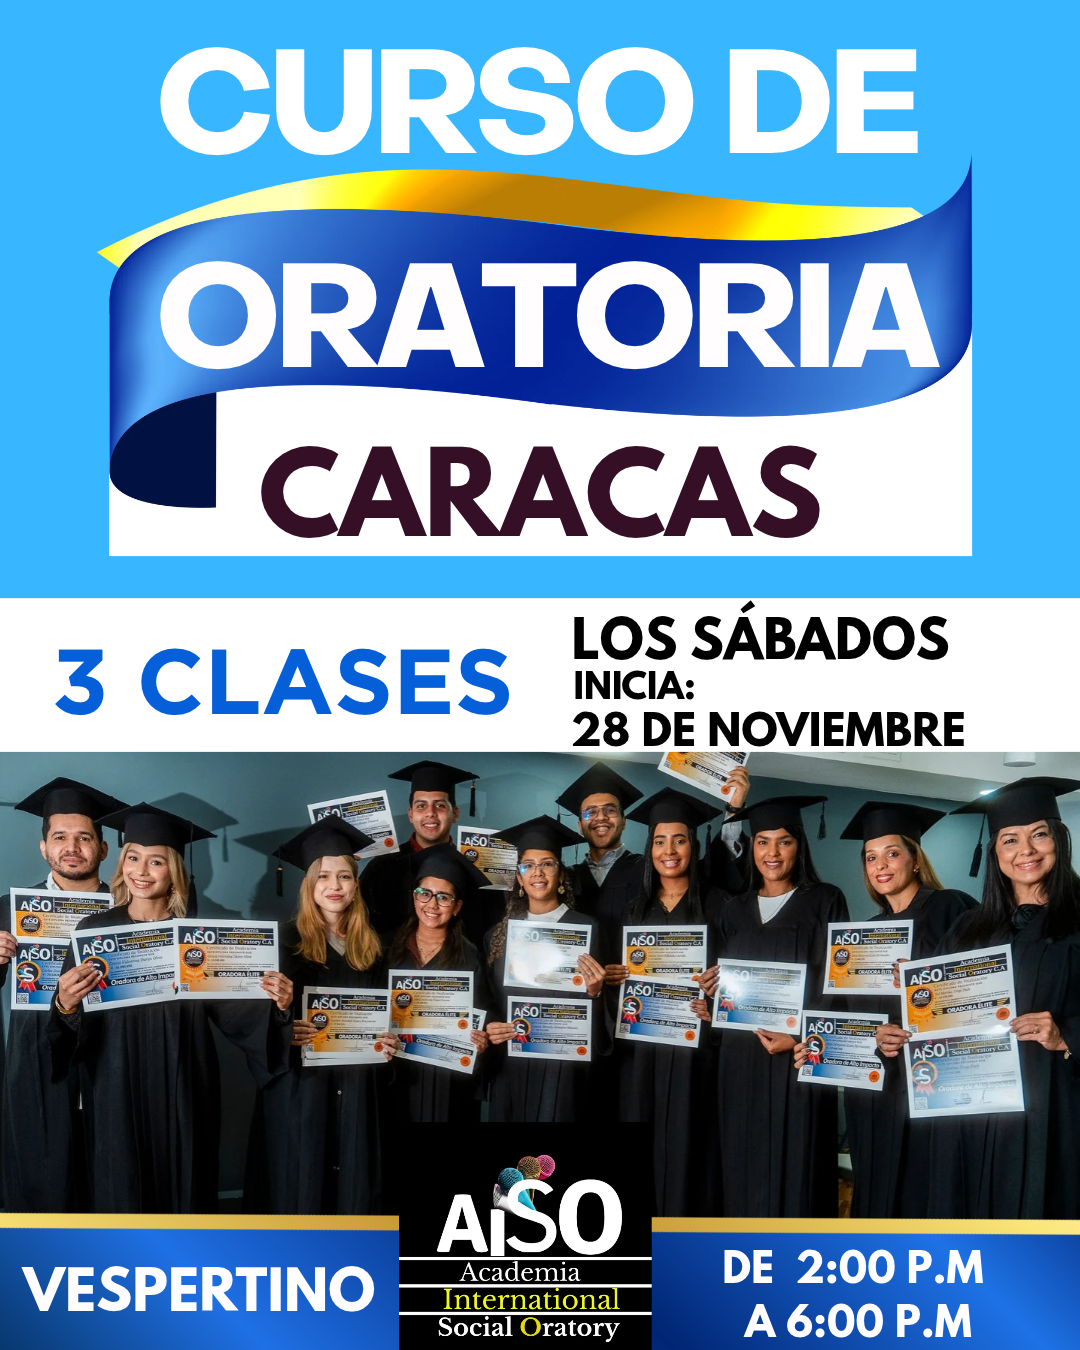 CURSO DE
ORATORIA
CARACAS
3 CLASES
LOS SÁBADOS
INICIA:
28 DE NOVIEMBRE
AiSO
Academia
International
Social Oratory
VESPERTINO
DE 2:00 P.M
A 6:00 P.M